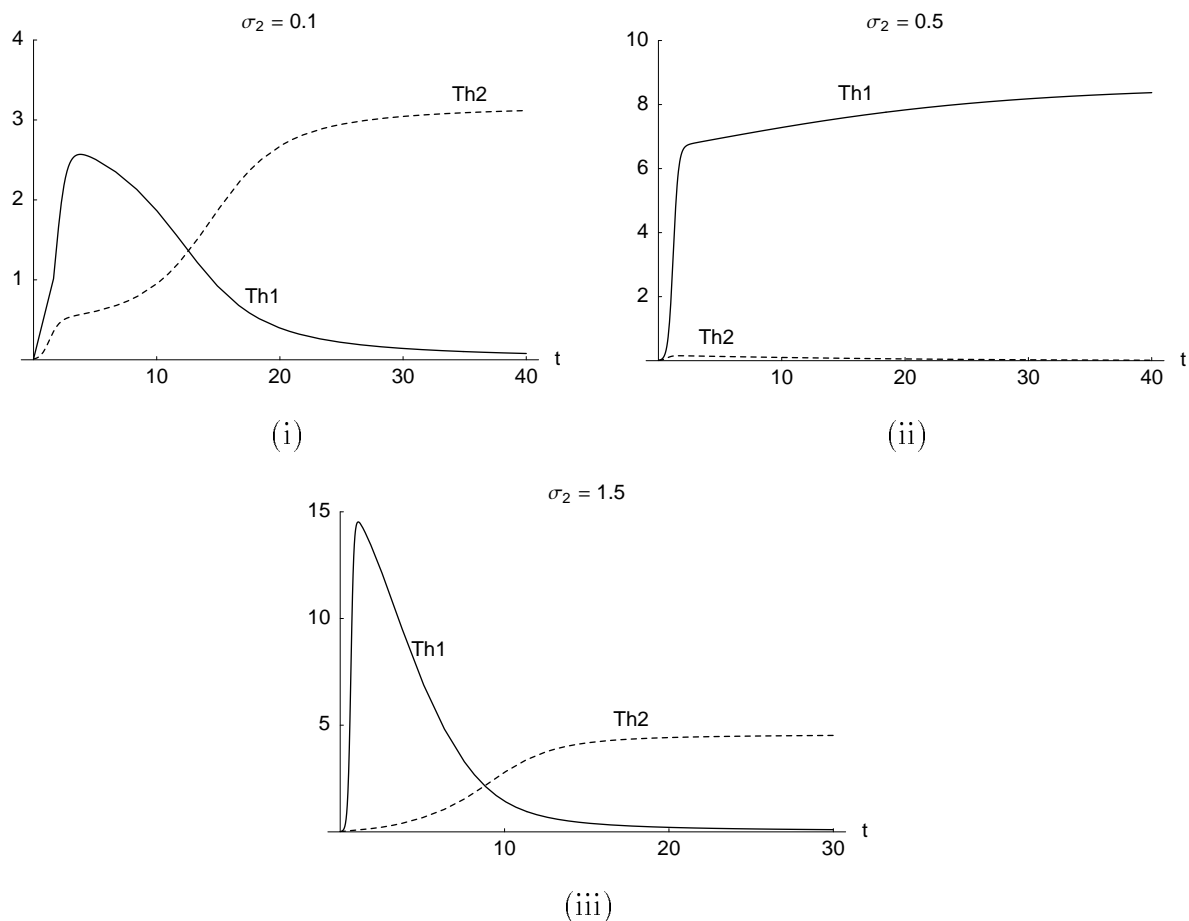 σ₂ = 0.1
4
3
2
1
Th2
Th1
10 20 30 40 t
(i)
σ₂ = 0.5
10
8
6
4
2
Th1
Th2
10 20 30 40 t
(ii)
σ₂ = 1.5
15
10
5
Th1
Th2
10 20 30 t
(iii)